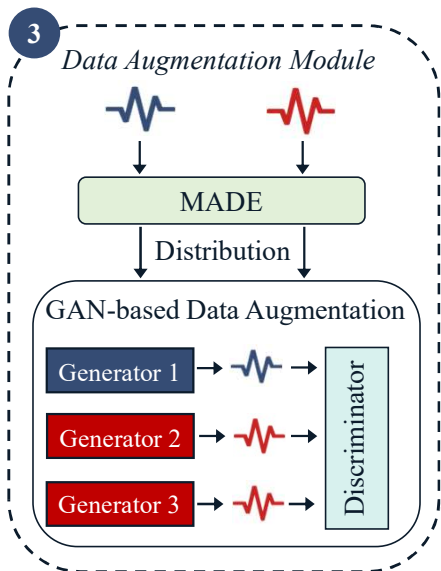 3
Data Augmentation Module
MADE
Distribution
GAN-based Data Augmentation
Generator 1
Generator 2
Generator 3
Discriminator